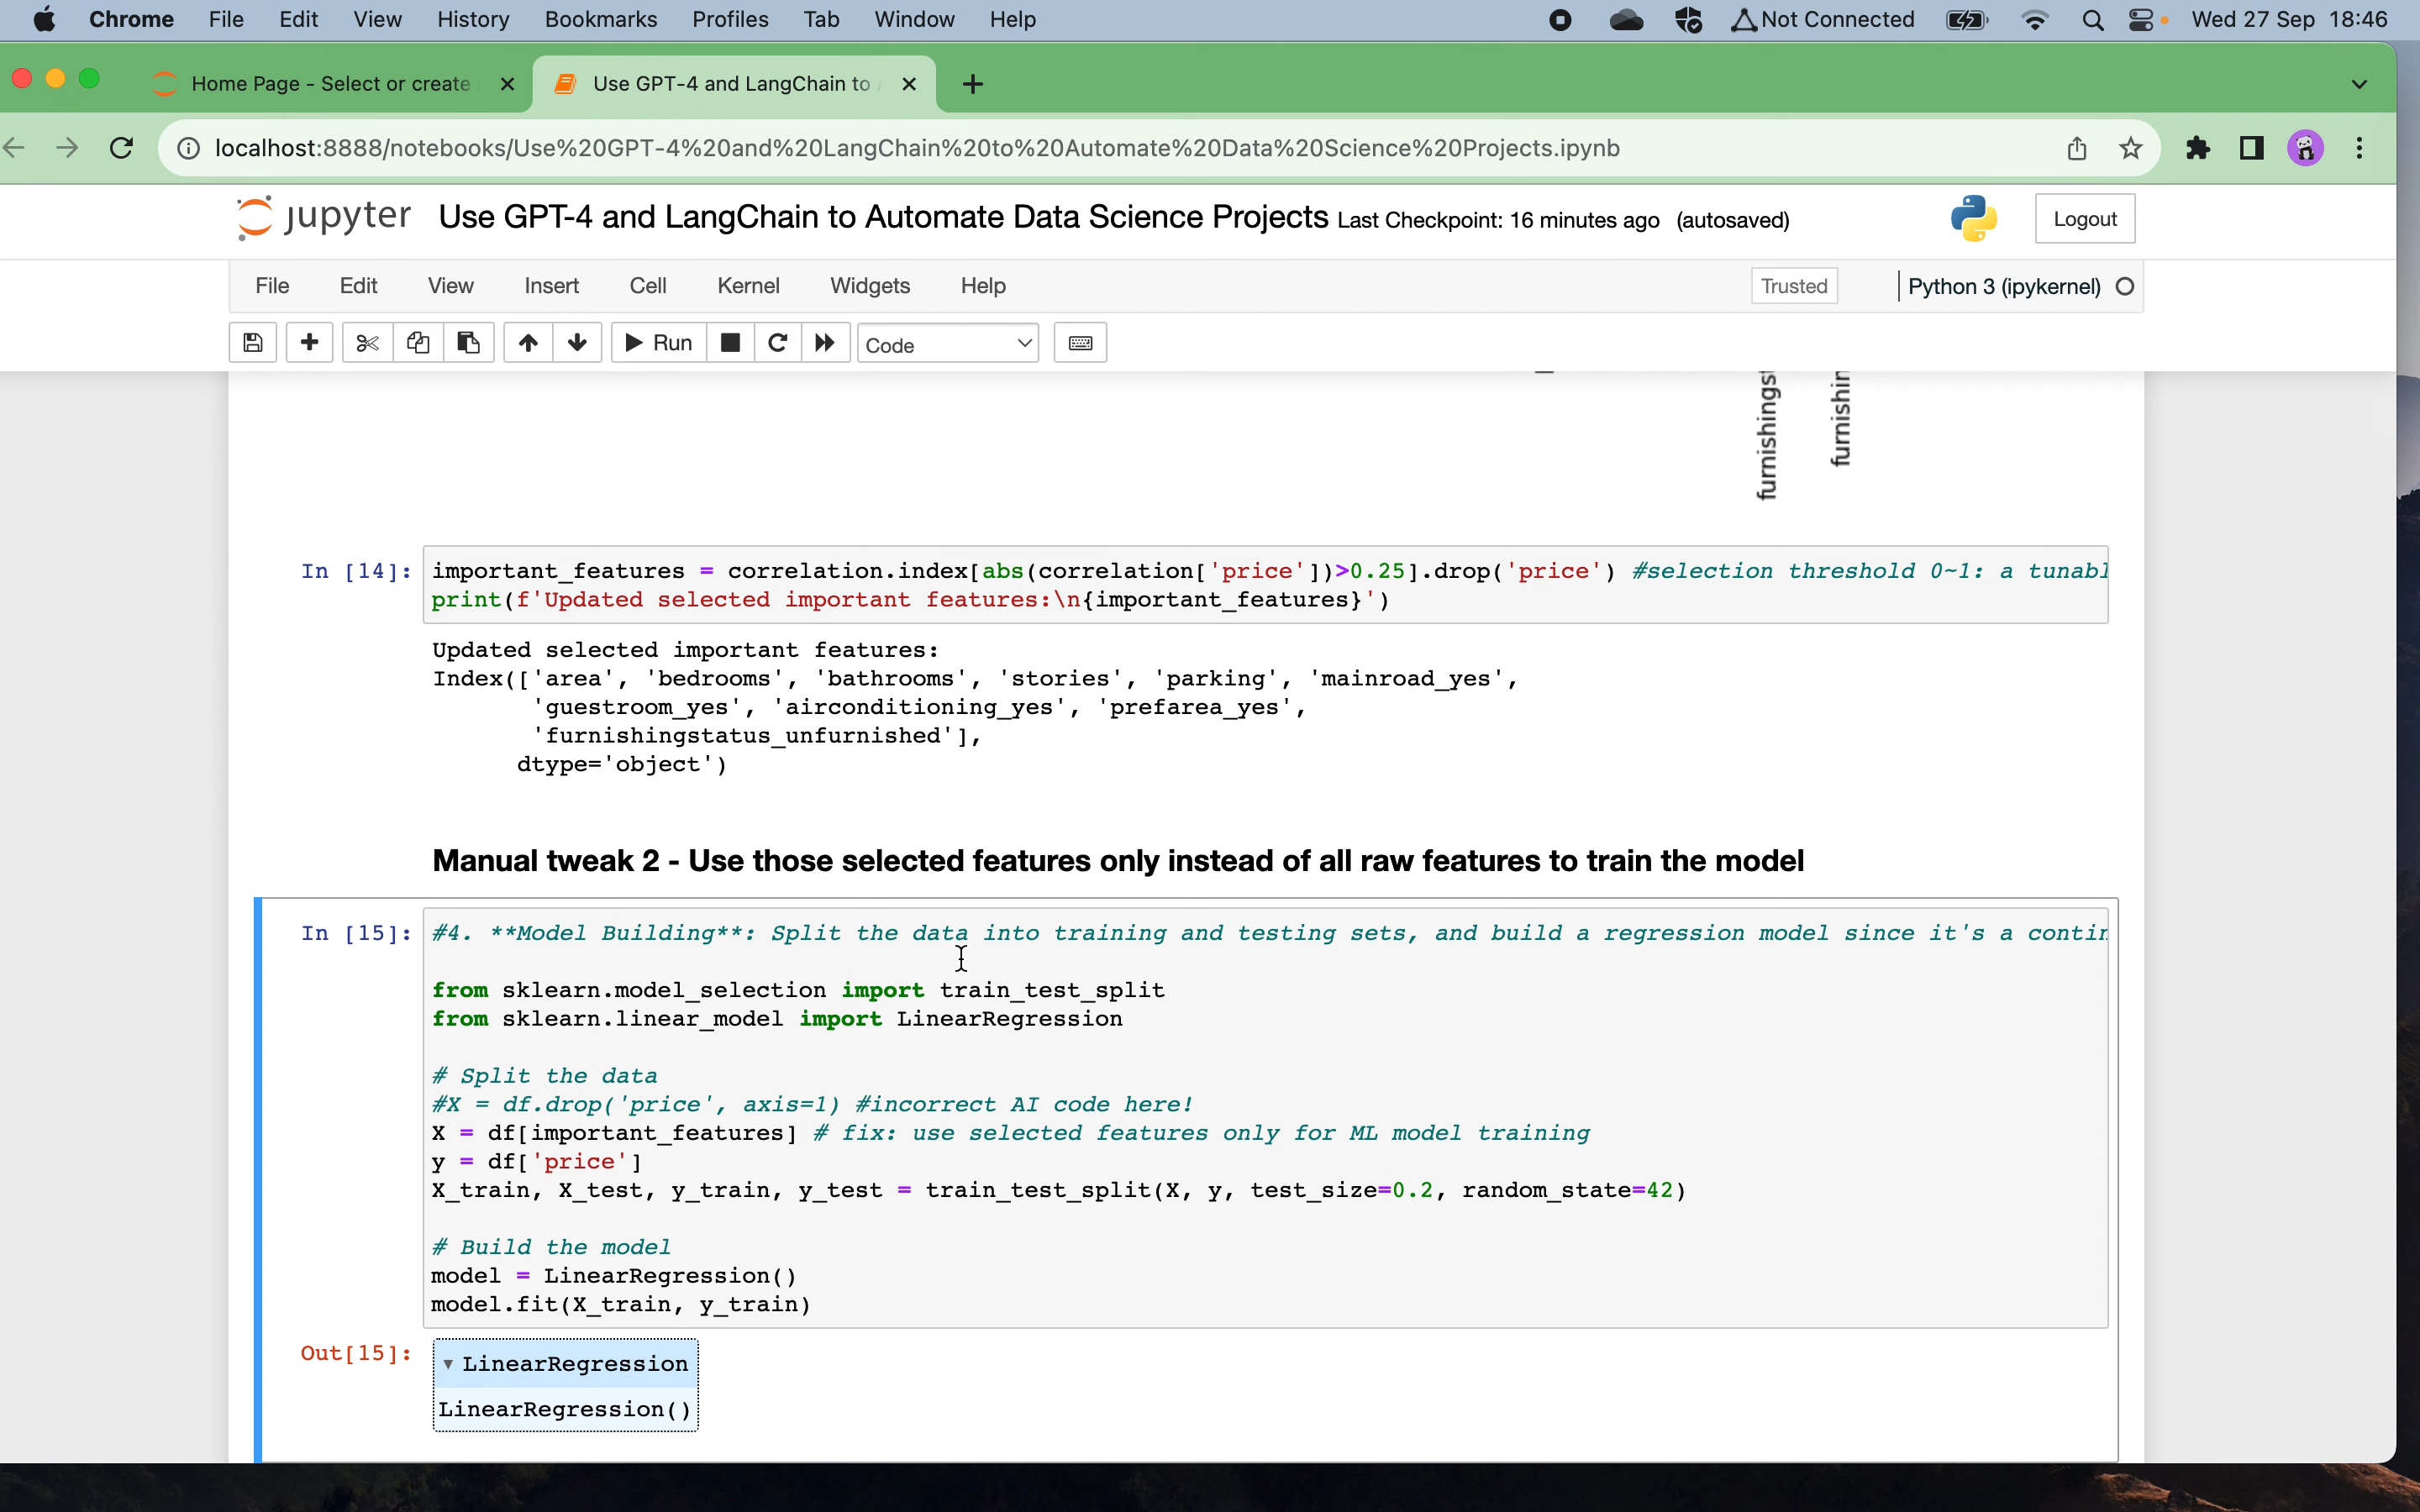 Chrome File Edit View History Bookmarks Profiles Tab Window Help Not Connected Wed 27 Sep 18:46
Home Page - Select or create Use GPT-4 and LangChain to
localhost:8888/notebooks/Use%20GPT-4%20and%20LangChain%20to%20Automate%20Data%20Science%20Projects.ipynb
jupyter Use GPT-4 and LangChain to Automate Data Science Projects Last Checkpoint: 16 minutes ago (autosaved) Logout
File Edit View Insert Cell Kernel Widgets Help Trusted Python 3 (ipykernel)
Run Code
furnishingst
furnishin
In [14]: important_features = correlation.index[abs(correlation['price'])>0.25].drop('price') #selection threshold 0~1: a tunabl
print(f'Updated selected important features:\n{important_features}')
Updated selected important features:
Index(['area', 'bedrooms', 'bathrooms', 'stories', 'parking', 'mainroad_yes',
'guestroom_yes', 'airconditioning_yes', 'prefarea_yes',
'furnishingstatus_unfurnished'],
dtype='object')
Manual tweak 2 - Use those selected features only instead of all raw features to train the model
In [15]: #4. **Model Building**: Split the data into training and testing sets, and build a regression model since it's a contin
from sklearn.model_selection import train_test_split
from sklearn.linear_model import LinearRegression
# Split the data
#X = df.drop('price', axis=1) #incorrect AI code here!
X = df[important_features] # fix: use selected features only for ML model training
y = df['price']
X_train, X_test, y_train, y_test = train_test_split(X, y, test_size=0.2, random_state=42)
# Build the model
model = LinearRegression()
model.fit(X_train, y_train)
Out[15]: ▾ LinearRegression
LinearRegression()